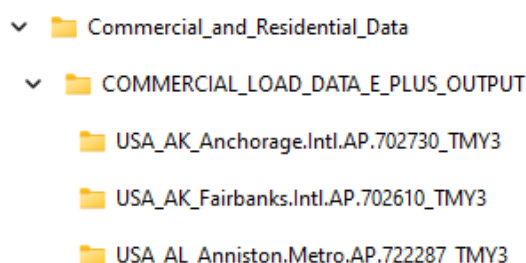 Commercial_and_Residential_Data
COMMERCIAL_LOAD_DATA_E_PLUS_OUTPUT
USA_AK_Anchorage.Intl.AP.702730_TMY3
USA_AK_Fairbanks.Intl.AP.702610_TMY3
USA_AL_Anniston.Metro.AP.722287_TMY3